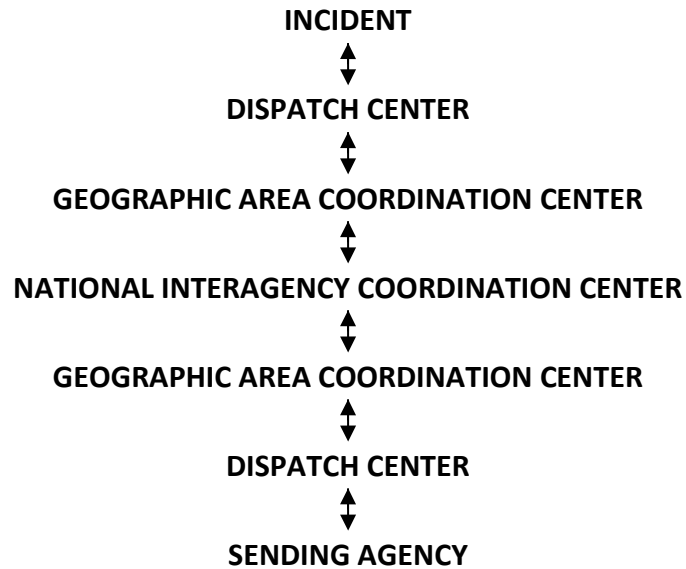 INCIDENT
DISPATCH CENTER
GEOGRAPHIC AREA COORDINATION CENTER
NATIONAL INTERAGENCY COORDINATION CENTER
GEOGRAPHIC AREA COORDINATION CENTER
DISPATCH CENTER
SENDING AGENCY